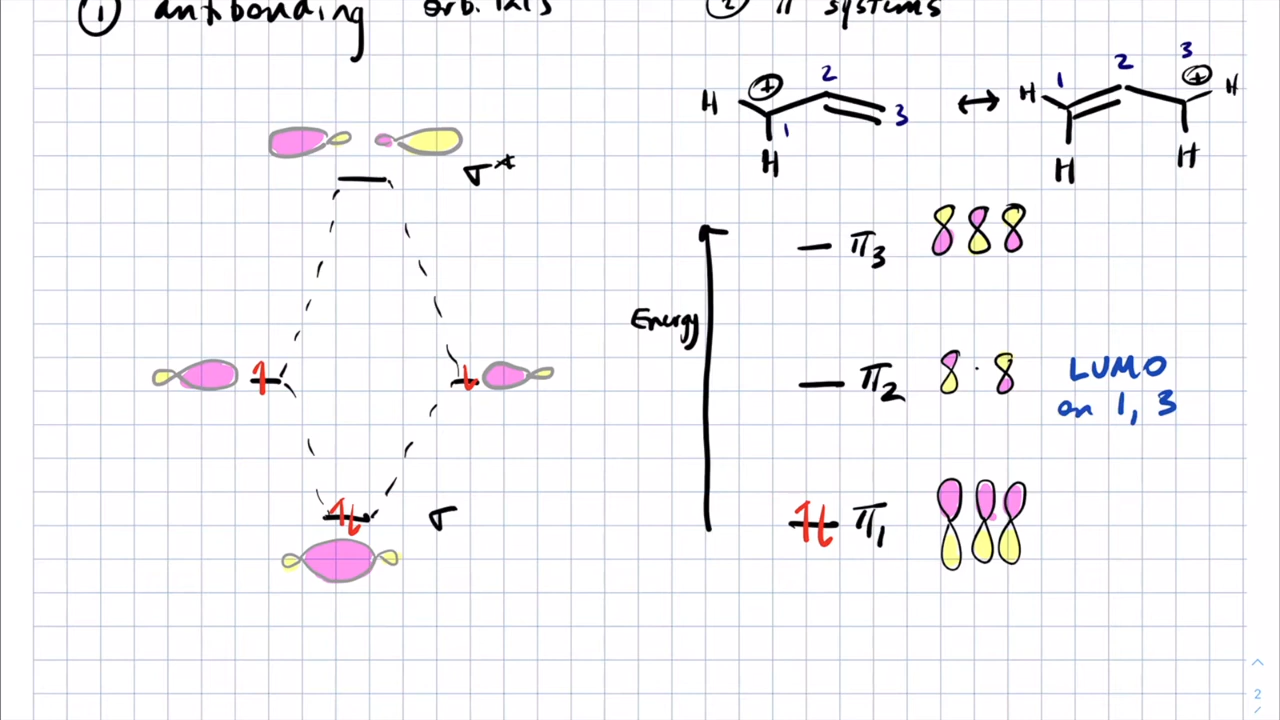 ① antibonding orbitals
② π systems
σ*
σ
H ⊕ 1 2 3 H
↔
H 1 2 3 ⊕ H H H
Energy
π₃
π₂
LUMO
on 1, 3
π₁
2